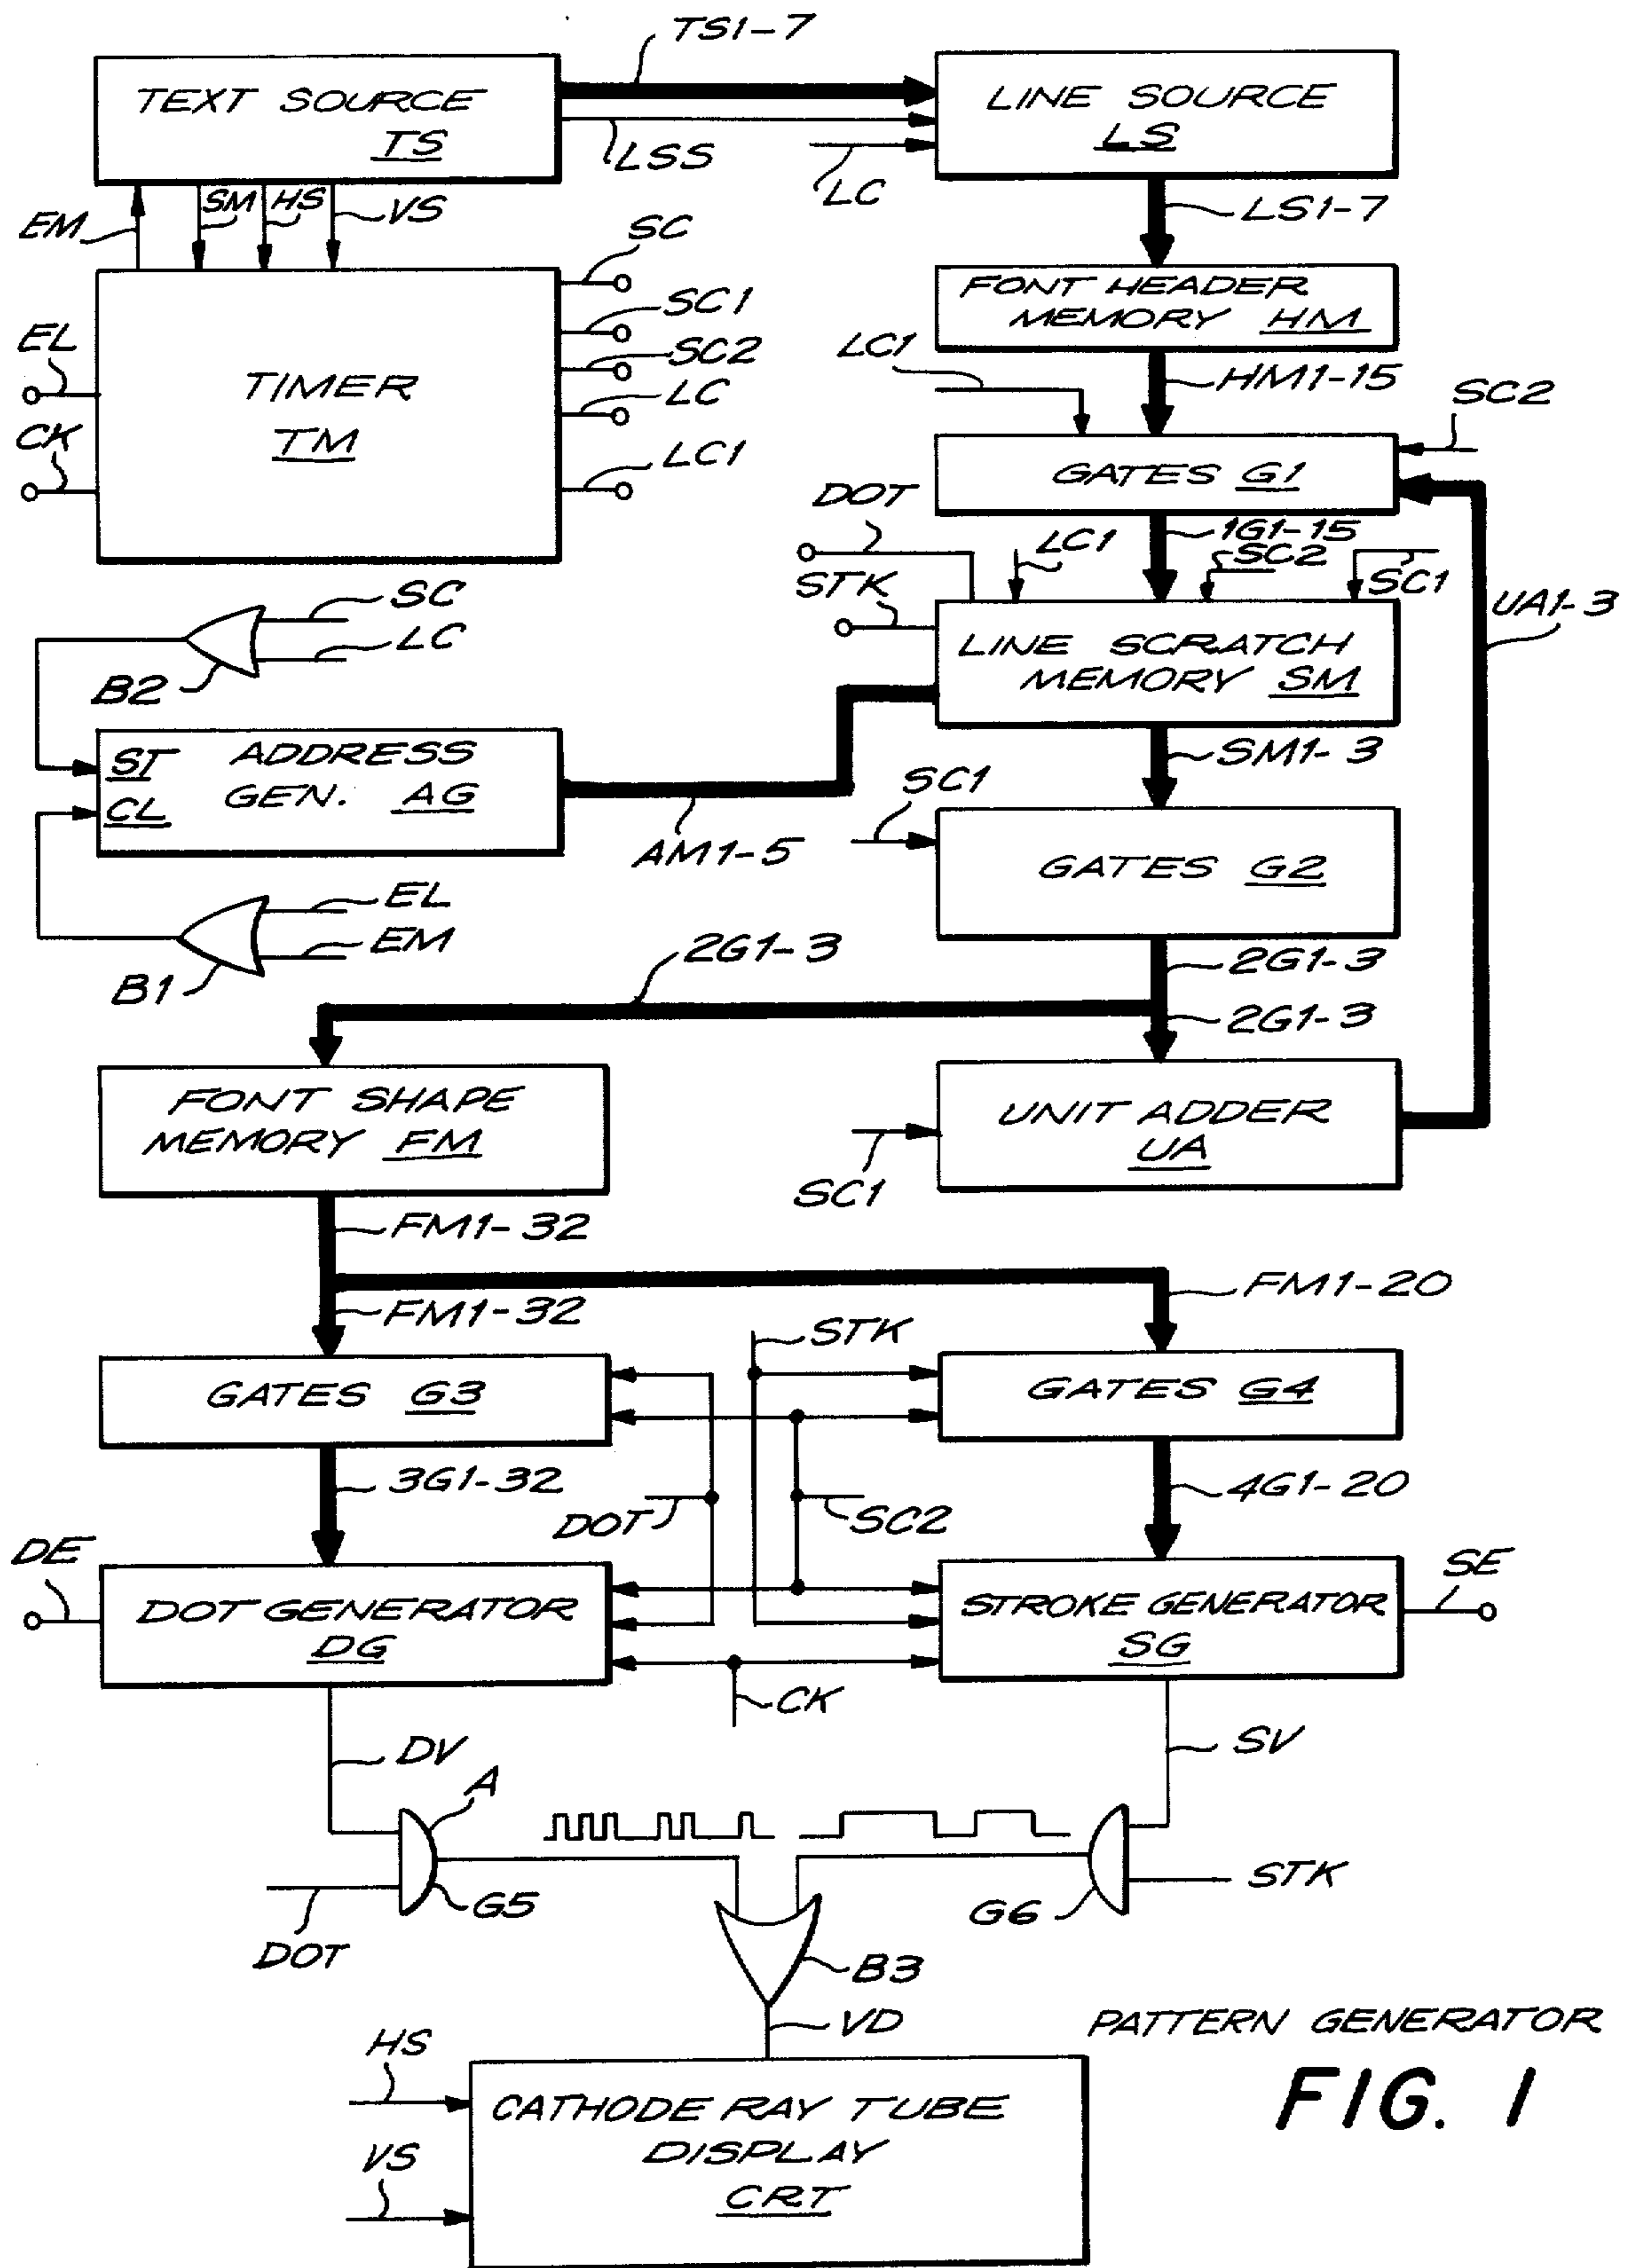 TS1-7
TEXT SOURCE
TS
LINE SOURCE
LS
LSS
LC
EM
SM
HS
VS
LS1-7
SC
SC1
SC2
LC
LC1
FONT HEADER
MEMORY HM
EL
CK
TIMER
TM
LC1
HM1-15
SC2
GATES G1
DOT
1G1-15
LC1
SC2
SC1
STK
UA1-3
SC
LC
B2
LINE SCRATCH
MEMORY SM
ST
CL
ADDRESS
GEN. AG
SM1-3
SC1
AM1-5
GATES G2
EL
EM
B1
2G1-3
2G1-3
2G1-3
FONT SHAPE
MEMORY FM
UNIT ADDER
UA
SC1
FM1-32
FM1-32
FM1-20
STK
GATES G3
GATES G4
3G1-32
4G1-20
DOT
SC2
DE
SE
DOT GENERATOR
DG
STROKE GENERATOR
SG
CK
DV
SV
A
G5
DOT
G6
STK
B3
VD
PATTERN GENERATOR
FIG. 1
HS
VS
CATHODE RAY TUBE
DISPLAY
CRT